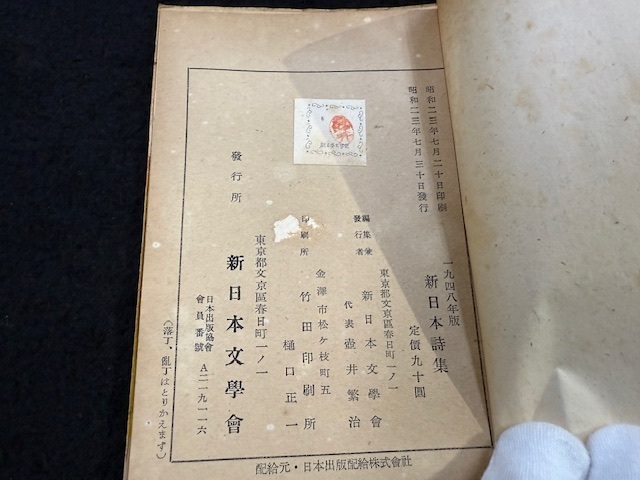 昭和二三年七月二十日印刷
昭和二三年七月三十日發行
一九四八年版
新日本詩集
定價九十圓
編集兼
發行者
東京都文京區春日町一ノ一
新日本文學會
代表 壺井繁治
印刷所
金澤市松ケ枝町五
竹田印刷所
樋口正一
發行所
東京都文京區春日町一ノ一
新日本文學會
日本出版協會
會員番號
A二一九一一六
(落丁、亂丁はとりかえます)
配給元・日本出版配給株式會社